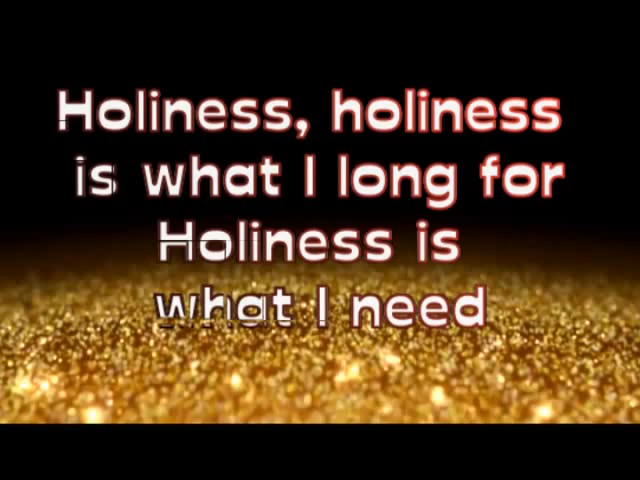 Holiness, holiness
is what I long for
Holiness is
what I need